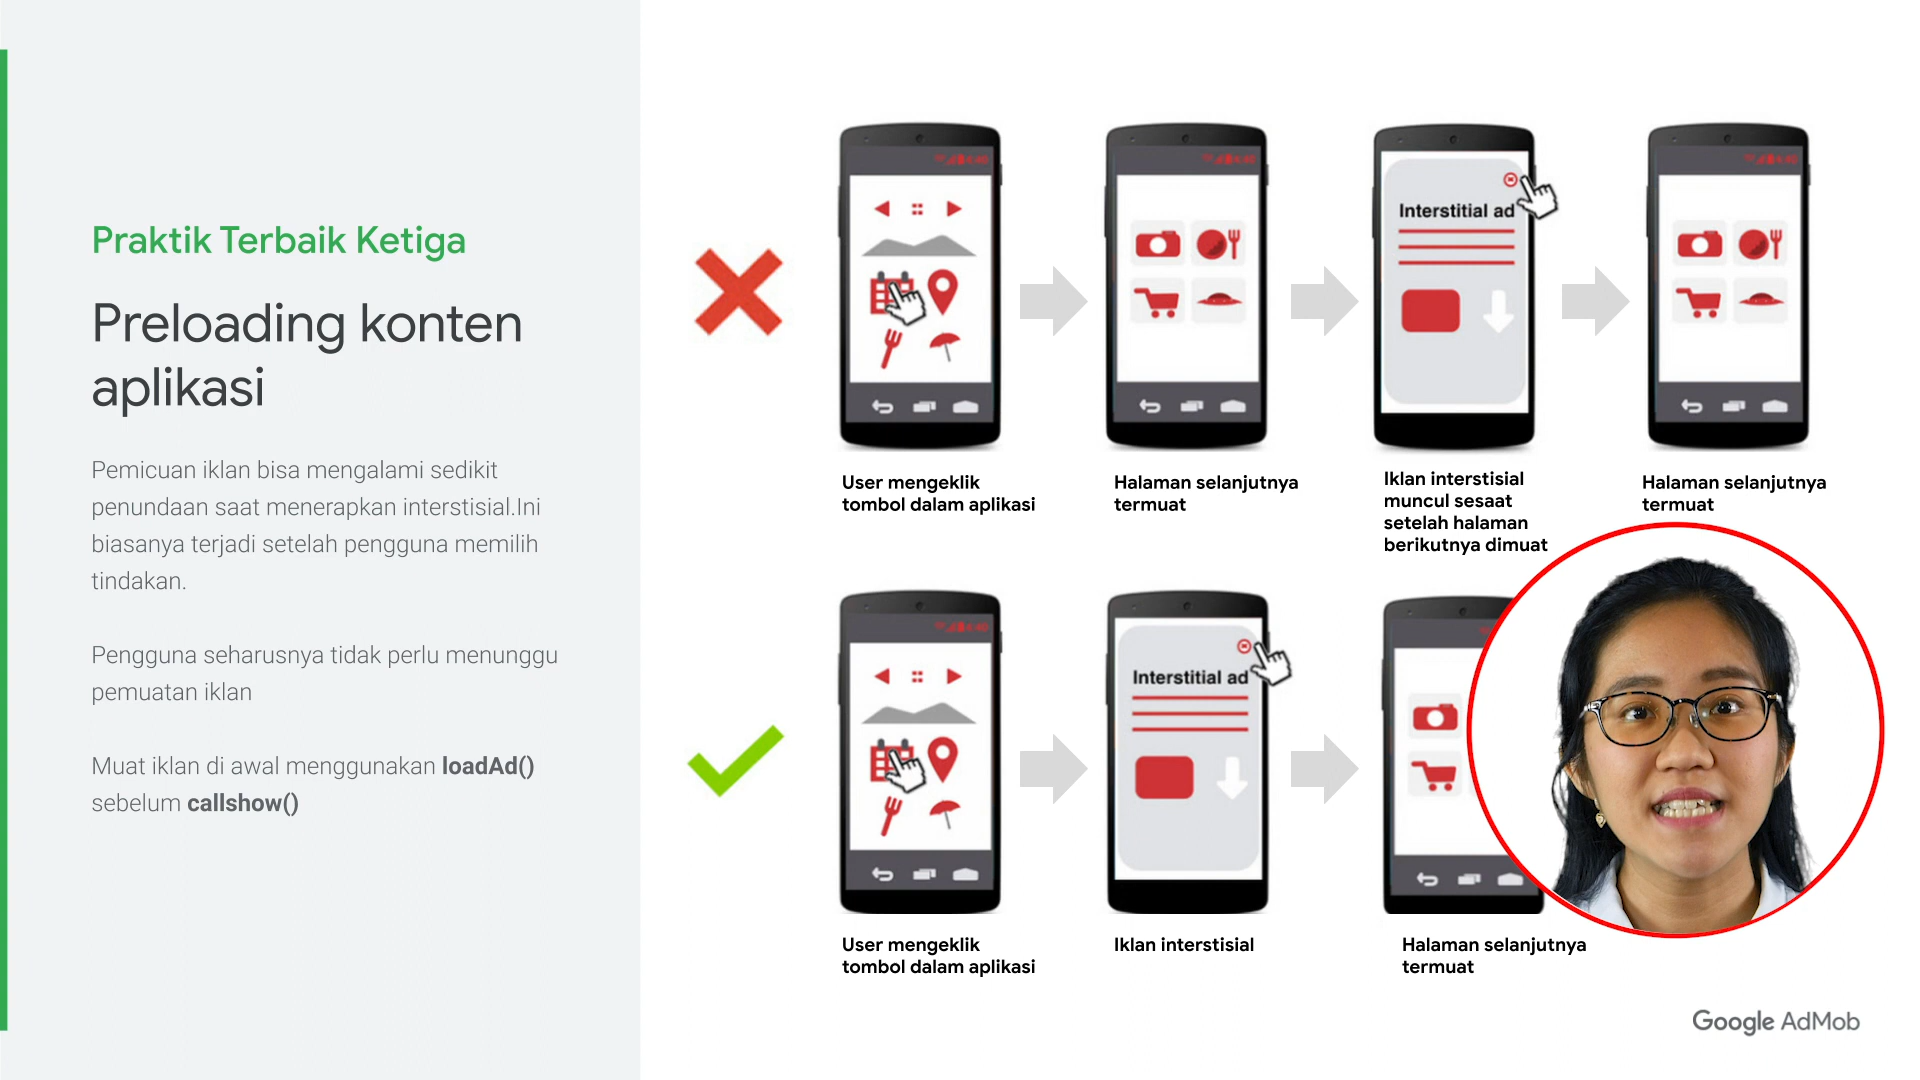 Praktik Terbaik Ketiga
Preloading konten
aplikasi
Pemicuan iklan bisa mengalami sedikit
penundaan saat menerapkan interstisial.Ini
biasanya terjadi setelah pengguna memilih
tindakan.
Pengguna seharusnya tidak perlu menunggu
pemuatan iklan
Muat iklan di awal menggunakan loadAd()
sebelum callshow()
Interstitial ad
User mengeklik
tombol dalam aplikasi
Halaman selanjutnya
termuat
Iklan interstisial
muncul sesaat
setelah halaman
berikutnya dimuat
Halaman selanjutnya
termuat
Interstitial ad
User mengeklik
tombol dalam aplikasi
Iklan interstisial
Halaman selanjutnya
termuat
Google AdMob